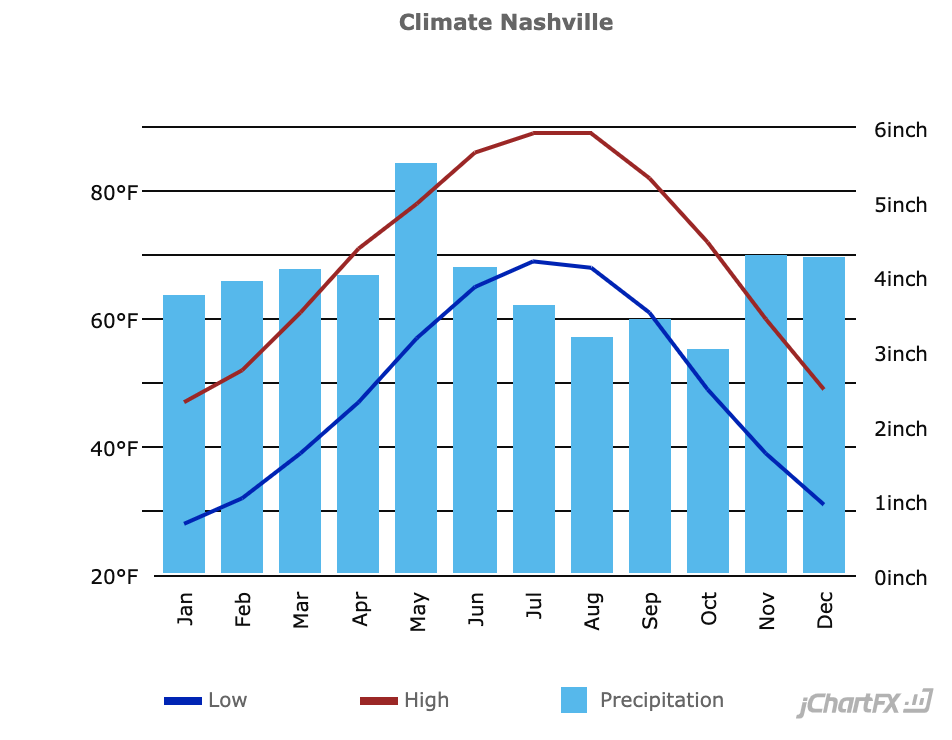 Climate Nashville
6inch
80°F
5inch
4inch
60°F
3inch
40°F
2inch
1inch
20°F
0inch
Jan Feb Mar Apr May Jun Jul Aug Sep Oct Nov Dec
Low High Precipitation jChartFX